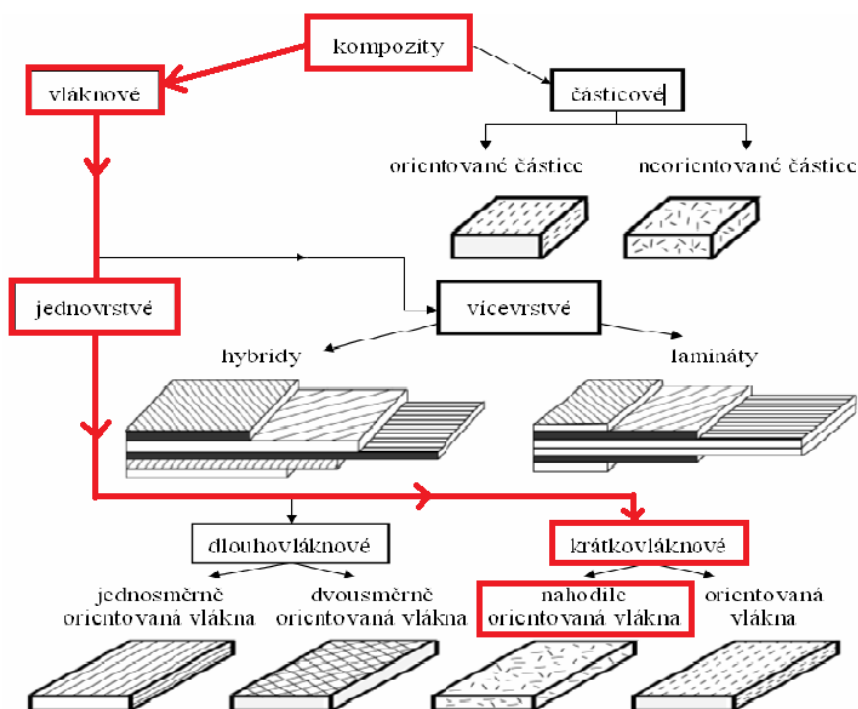 kompozity
vláknové
částicové
orientované částice
neorientované částice
jednovrstvé
vícevrstvé
hybridy
lamináty
dlouhovláknové
krátkovláknové
jednosměrně
orientovaná vlákna
dvousměrně
orientovaná vlákna
nahodile
orientovaná vlákna
orientovaná
vlákna